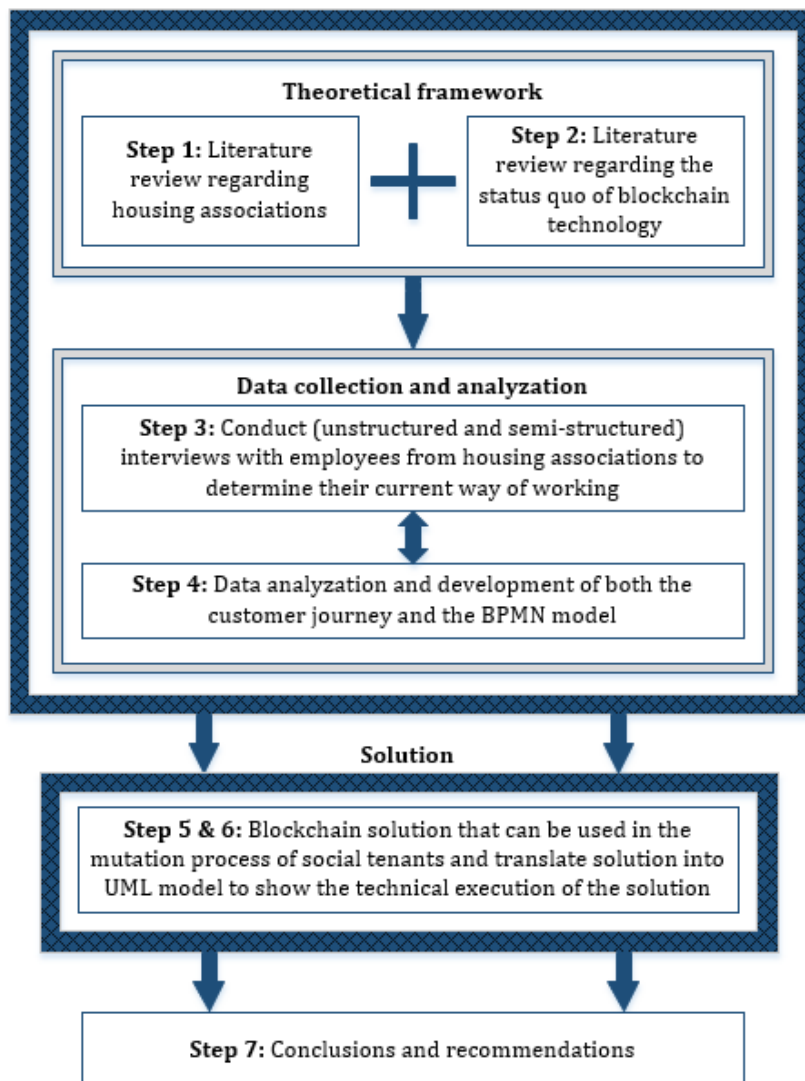 Theoretical framework
Step 1: Literature
review regarding
housing associations
Step 2: Literature
review regarding the
status quo of blockchain
technology
Data collection and analyzation
Step 3: Conduct (unstructured and semi-structured)
interviews with employees from housing associations to
determine their current way of working
Step 4: Data analyzation and development of both the
customer journey and the BPMN model
Solution
Step 5 & 6: Blockchain solution that can be used in the
mutation process of social tenants and translate solution into
UML model to show the technical execution of the solution
Step 7: Conclusions and recommendations